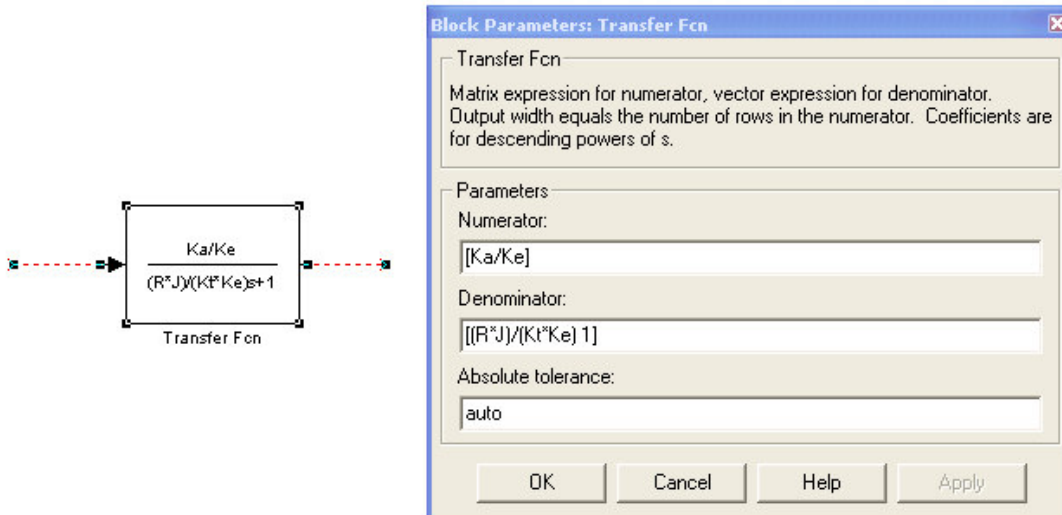 Ka/Ke
(R*J)/(Kt*Ke)s+1
Transfer Fcn
Block Parameters: Transfer Fcn
Transfer Fcn
Matrix expression for numerator, vector expression for denominator.
Output width equals the number of rows in the numerator.  Coefficients are
for descending powers of s.
Parameters
Numerator:
[Ka/Ke]
Denominator:
[(R*J)/(Kt*Ke) 1]
Absolute tolerance:
auto
OK
Cancel
Help
Apply